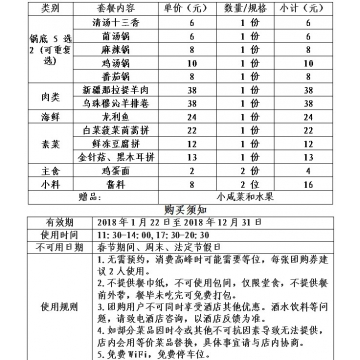 类别 套餐内容 单价（元） 数量/规格 小计（元）
锅底 5 选 2（可重复选） 清汤十三香 6 1 份 6
菌汤锅 6 1 份 6
麻辣锅 8 1 份 8
鸡汤锅 10 1 份 10
番茄锅 8 1 份 8
肉类 新疆那拉提羊肉 38 1 份 38
乌珠穆沁羊排卷 38 1 份 38
海鲜 龙利鱼 24 1 份 24
素菜 白菜菠菜茼蒿拼 22 1 份 22
鲜冻豆腐拼 12 1 份 12
金针菇、黑木耳拼 13 1 份 13
主食 鸡蛋面 2 2 份 4
小料 酱料 8 2 位 16
赠品： 小咸菜和水果
购买须知
有效期 2018 年 1 月 22 日至 2018 年 12 月 31 日
使用时间 11:30-14:00,17:30-20:30
不可用日期 春节期间、周末、法定节假日
使用规则 1.无需预约，消费高峰时可能需要等位，每张团购券建
议 2 人使用。
2.不提供餐巾纸，不可使用包间，仅限堂食，不提供餐
前外带，餐毕未吃完可免费打包。
3.团购用户不可同时享受酒店其他优惠。酒水饮料等问
题，请致电酒店咨询，以酒店反馈为准。
4.如部分菜品因时令或其他不可抗因素导致无法提供，
店内会用等价菜品替换，具体事宜请与店内协商。
5.免费 WiFi，免费停车位。